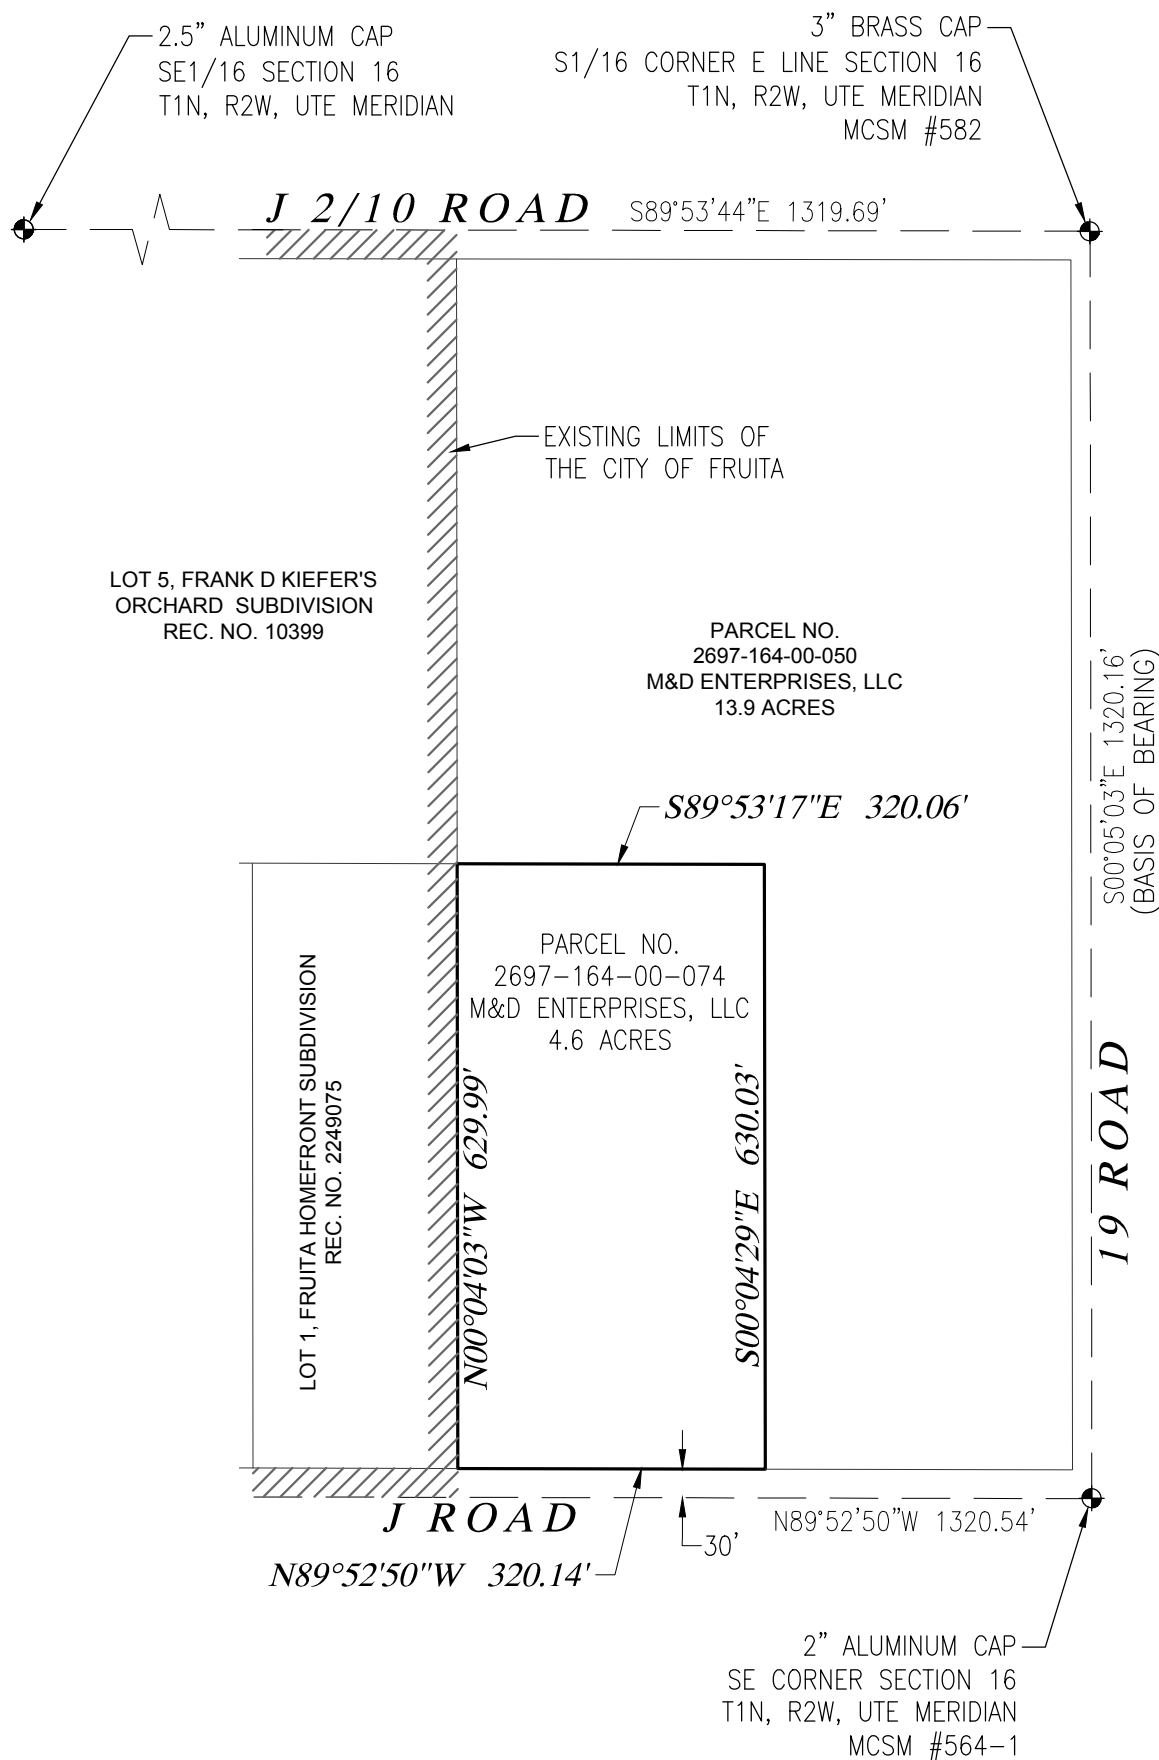 2.5” ALUMINUM CAP
SE1/16 SECTION 16
T1N, R2W, UTE MERIDIAN
3” BRASS CAP
S1/16 CORNER E LINE SECTION 16
T1N, R2W, UTE MERIDIAN
MCSM #582
J 2/10 ROAD
S89°53'44"E 1319.69'
EXISTING LIMITS OF
THE CITY OF FRUITA
LOT 5, FRANK D KIEFER'S
ORCHARD SUBDIVISION
REC. NO. 10399
PARCEL NO.
2697-164-00-050
M&D ENTERPRISES, LLC
13.9 ACRES
S00°05'03"E 1320.16'
(BASIS OF BEARING)
S89°53'17"E 320.06'
PARCEL NO.
2697-164-00-074
M&D ENTERPRISES, LLC
4.6 ACRES
LOT 1, FRUITA HOMEFRONT SUBDIVISION
REC. NO. 2249075
N00°04'03"W 629.99'
S00°04'29"E 630.03'
19 ROAD
J ROAD
N89°52'50"W 1320.54'
30'
N89°52'50"W 320.14'
2” ALUMINUM CAP
SE CORNER SECTION 16
T1N, R2W, UTE MERIDIAN
MCSM #564-1